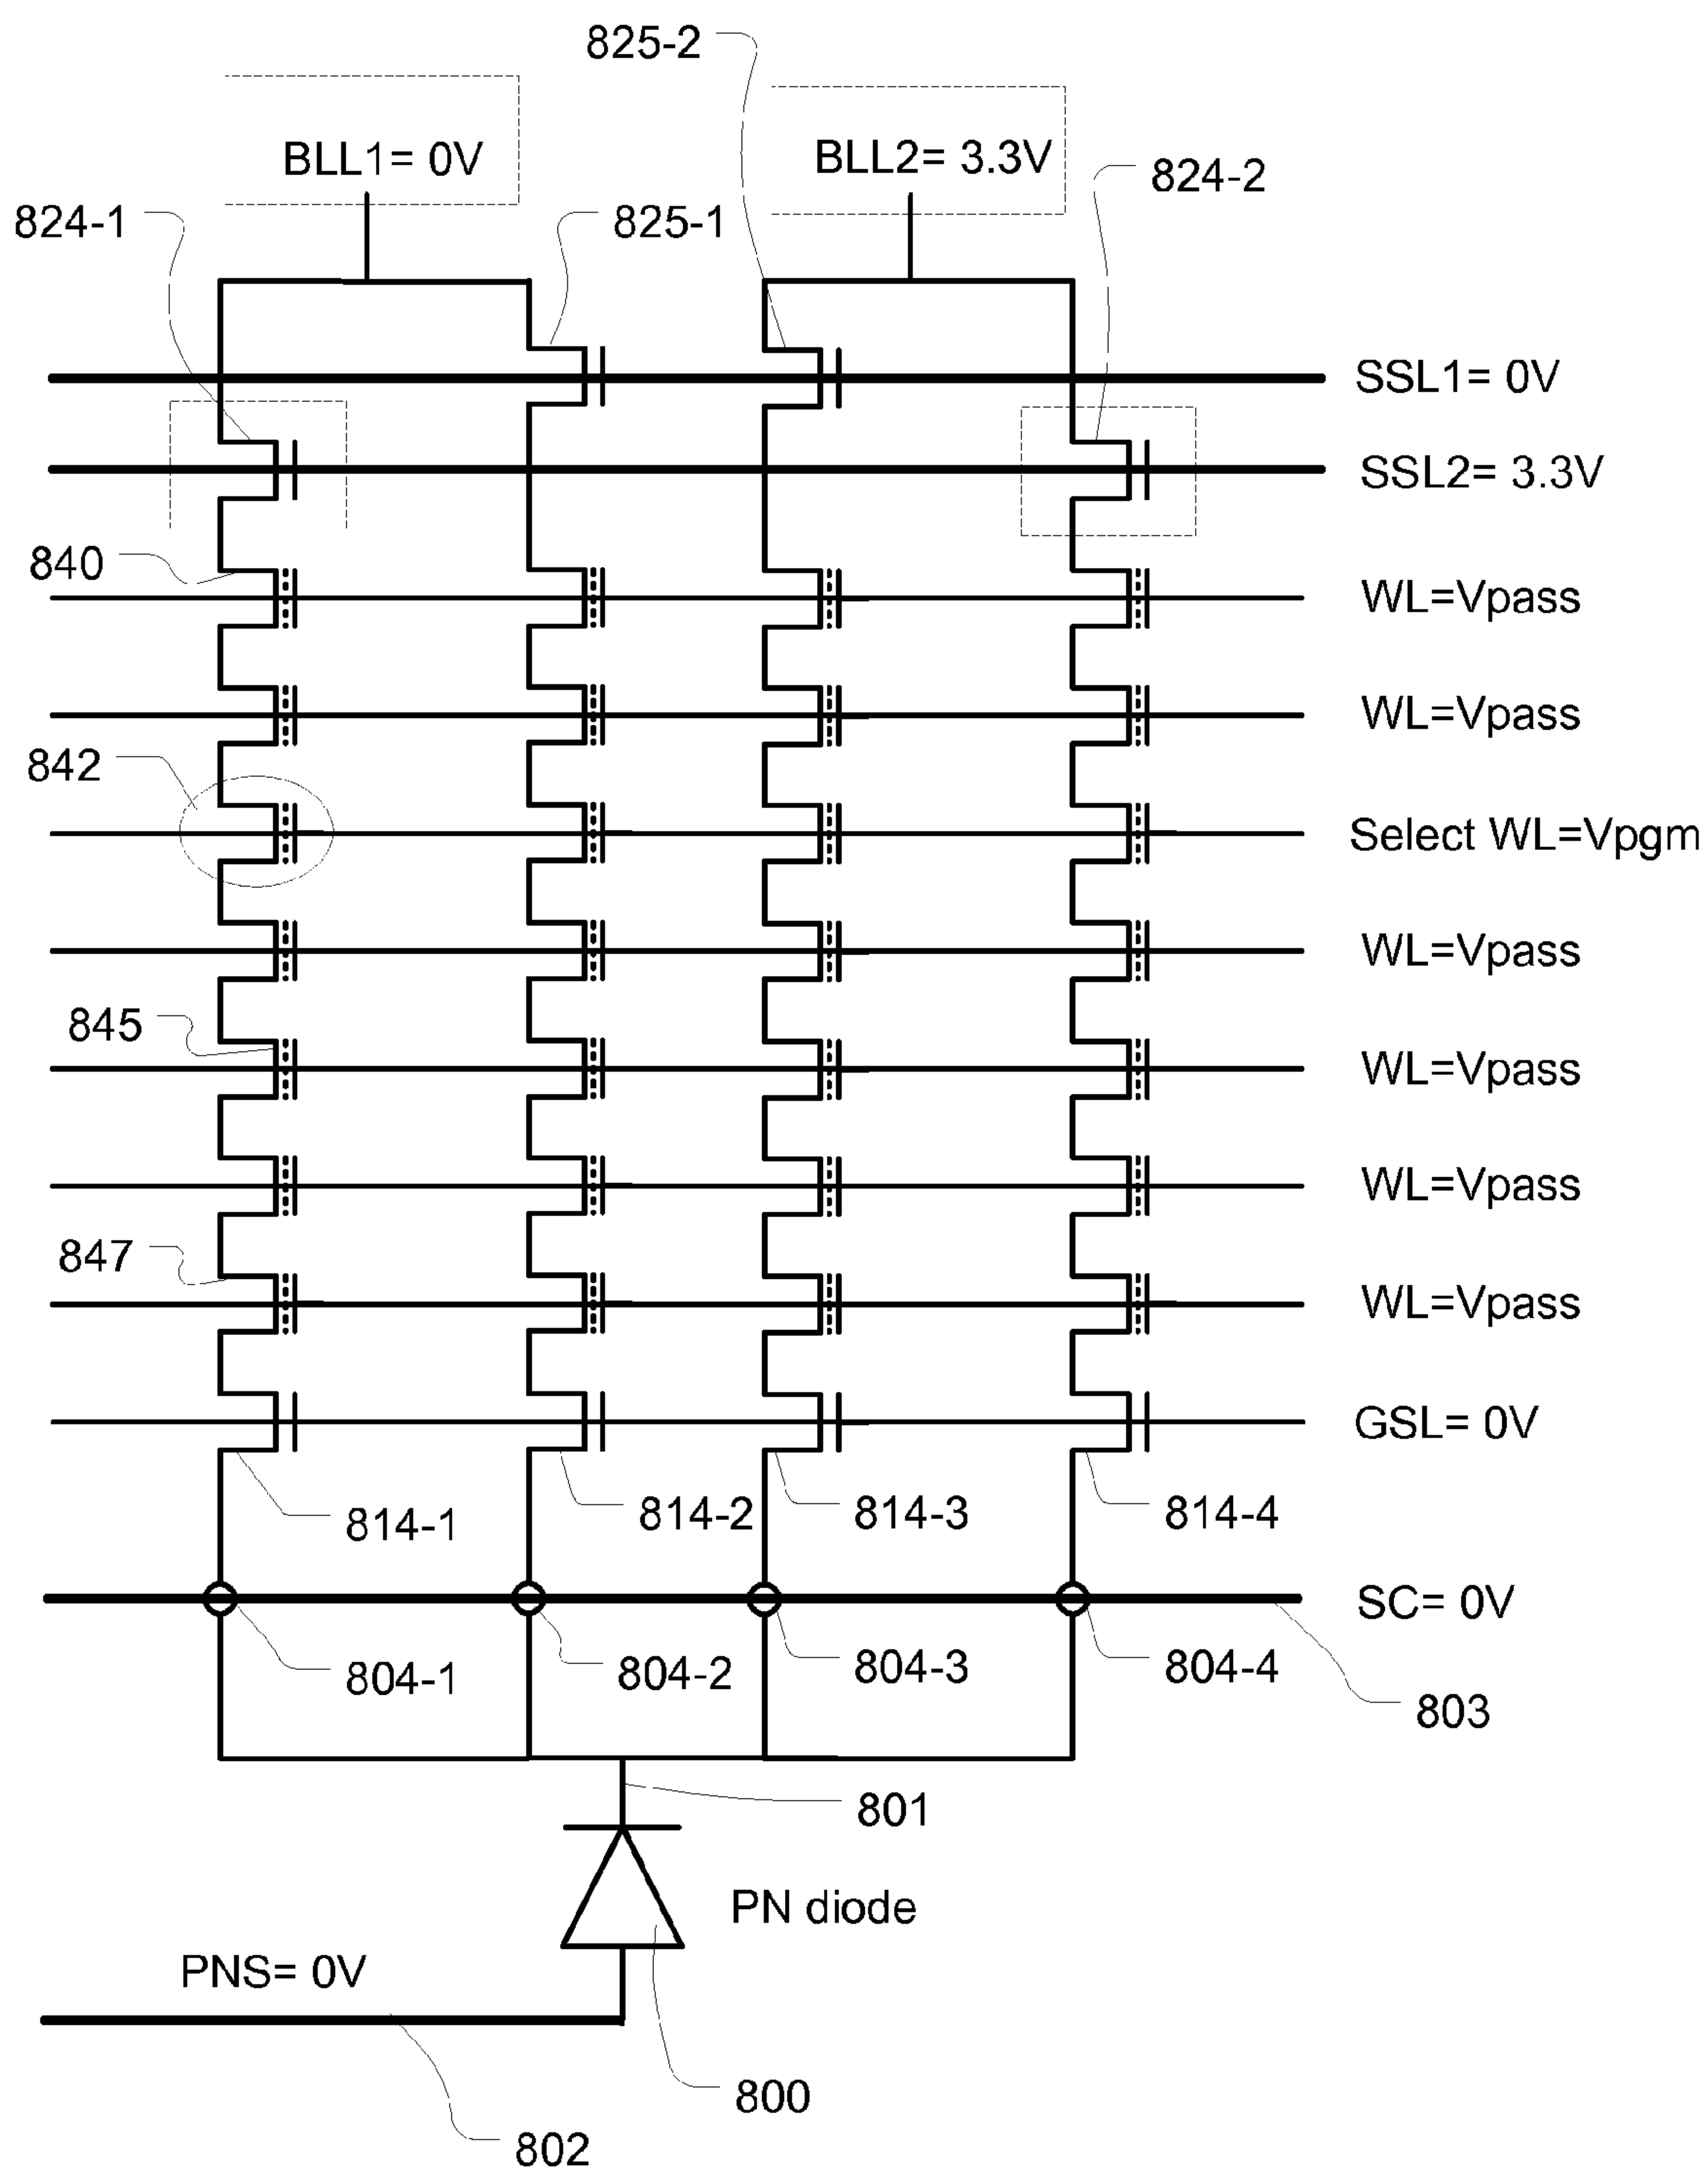 825-2
BLL1= 0V
BLL2= 3.3V
824-2
824-1
825-1
SSL1= 0V
SSL2= 3.3V
840
WL=Vpass
WL=Vpass
842
Select WL=Vpgm
WL=Vpass
845
WL=Vpass
WL=Vpass
847
WL=Vpass
GSL= 0V
814-1
814-2
814-3
814-4
SC= 0V
804-1
804-2
804-3
804-4
803
801
PN diode
PNS= 0V
800
802